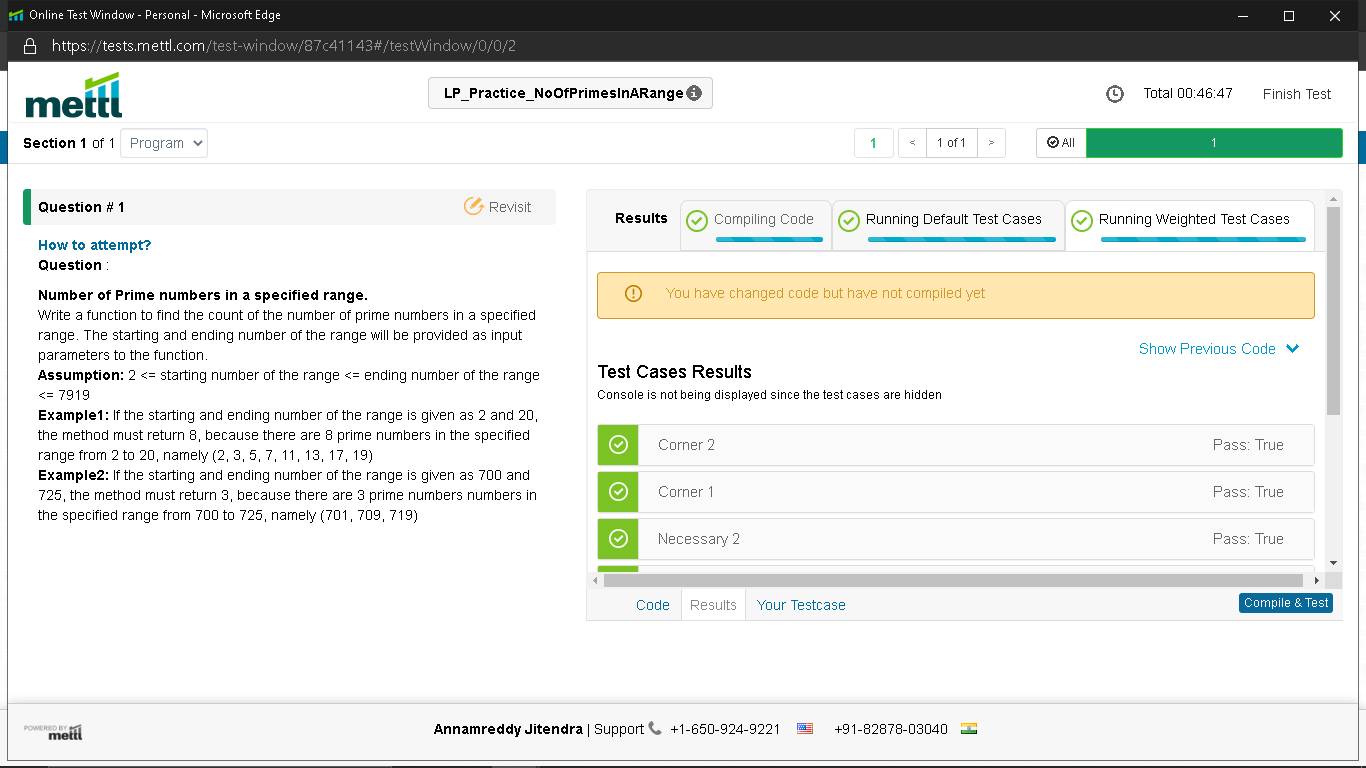 Online Test Window - Personal - Microsoft Edge
https://tests.mettl.com/test-window/87c41143#/testWindow/0/0/2
mettl
LP_Practice_NoOfPrimesInARange
Total 00:46:47
Finish Test
Section 1 of 1
Program
1
<
1 of 1
>
All
1
Question # 1
Revisit
How to attempt?
Question :
Number of Prime numbers in a specified range.
Write a function to find the count of the number of prime numbers in a specified
range. The starting and ending number of the range will be provided as input
parameters to the function.
Assumption: 2 <= starting number of the range <= ending number of the range
<= 7919
Example1: If the starting and ending number of the range is given as 2 and 20,
the method must return 8, because there are 8 prime numbers in the specified
range from 2 to 20, namely (2, 3, 5, 7, 11, 13, 17, 19)
Example2: If the starting and ending number of the range is given as 700 and
725, the method must return 3, because there are 3 prime numbers numbers in
the specified range from 700 to 725, namely (701, 709, 719)
Results
Compiling Code
Running Default Test Cases
Running Weighted Test Cases
You have changed code but have not compiled yet
Show Previous Code
Test Cases Results
Console is not being displayed since the test cases are hidden
Corner 2 Pass: True
Corner 1 Pass: True
Necessary 2 Pass: True
Code
Results
Your Testcase
Compile & Test
POWERED BY
mettl
Annamreddy Jitendra | Support +1-650-924-9221 +91-82878-03040